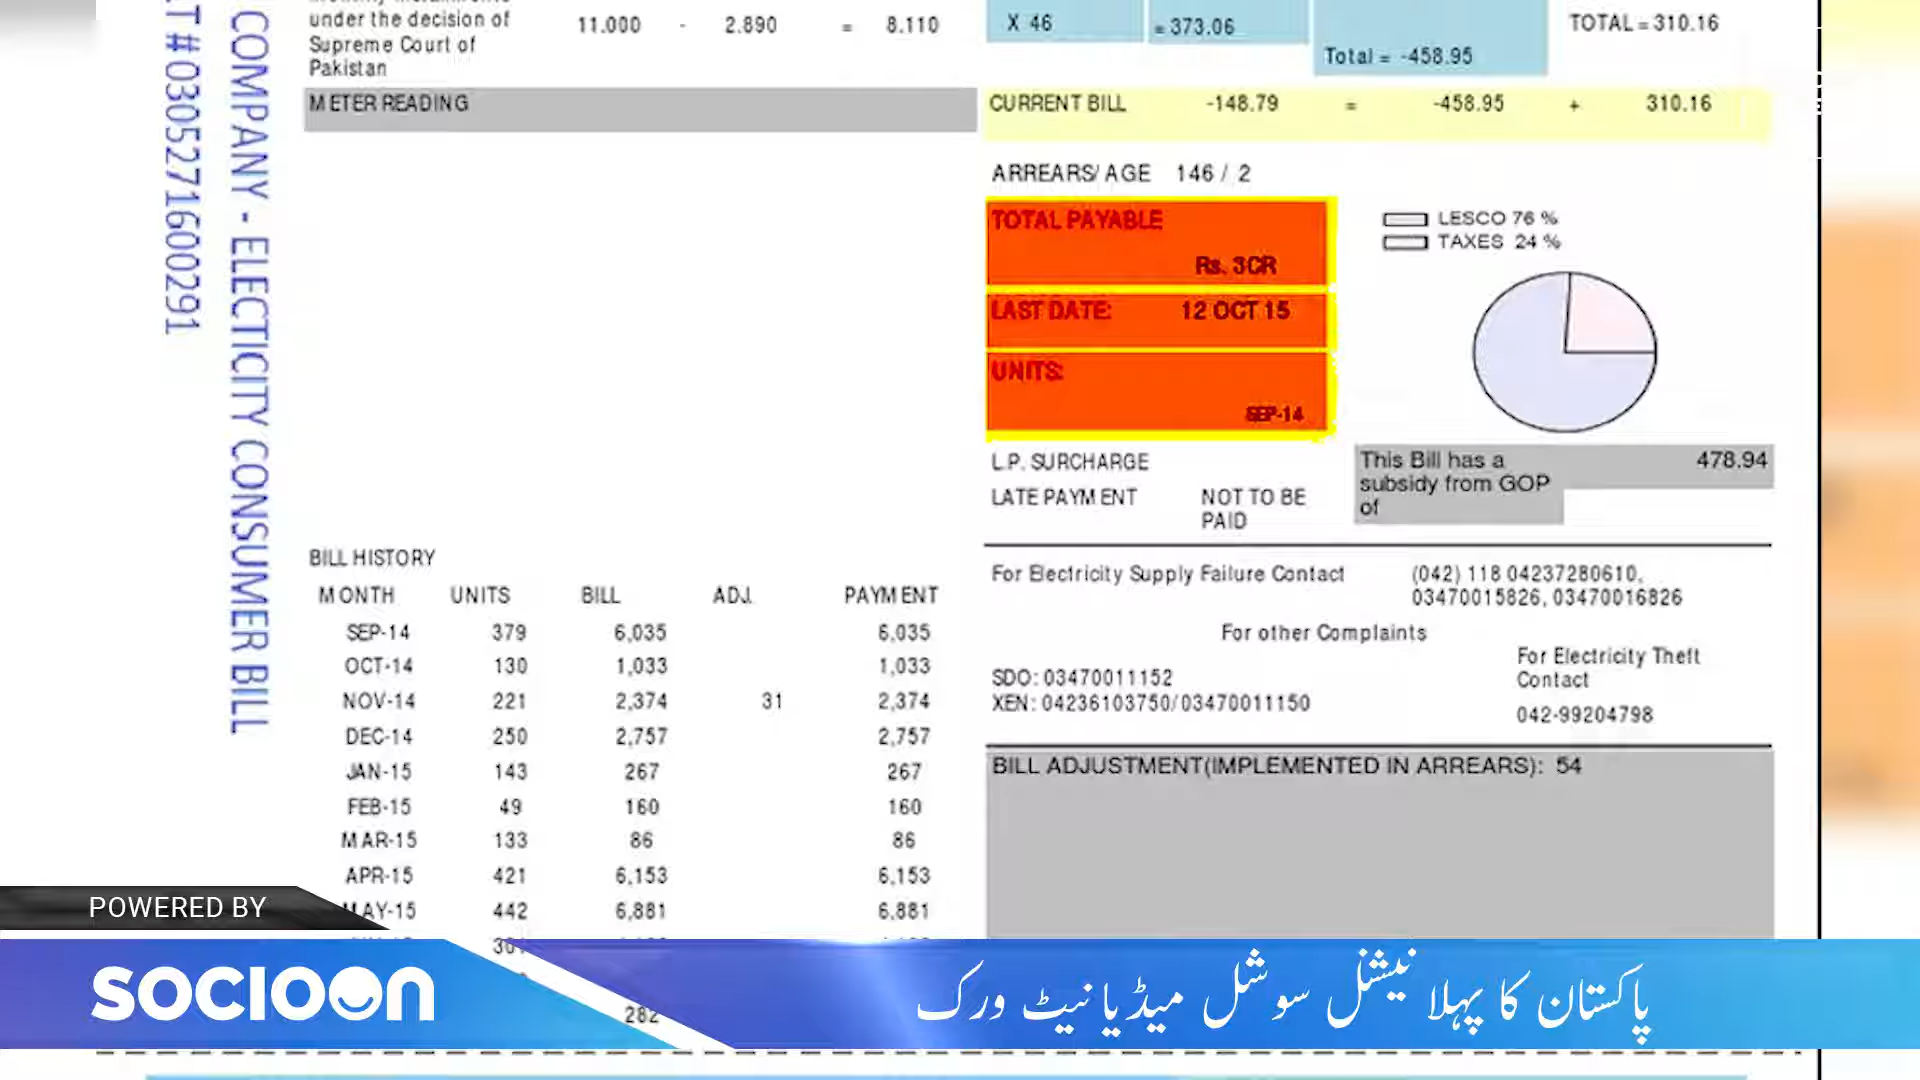 COMPANY - ELECTICITY CONSUMER BILL
T # 03052716002​91
under the decision of
Supreme Court of
Pakistan
11.000 - 2.890 = 8.110
X 46
= 373.06
Total = -458.95
TOTAL = 310.16
METER READING
CURRENT BILL -148.79 = -458.95 + 310.16
ARREARS/ AGE 146 / 2
TOTAL PAYABLE
Rs. 3CR
LAST DATE: 12 OCT 15
UNITS:
SEP-14
LESCO 76 %
TAXES 24 %
L.P. SURCHARGE
LATE PAYMENT NOT TO BE
PAID
This Bill has a
subsidy from GOP
of
478.94
For Electricity Supply Failure Contact
(042) 118 04237280610,
03470015826, 03470016826
For other Complaints
SDO: 03470011152
XEN: 04236103750/03470011150
For Electricity Theft
Contact
042-99204798
BILL ADJUSTMENT(IMPLEMENTED IN ARREARS): 54
BILL HISTORY
MONTH UNITS BILL ADJ. PAYMENT
SEP-14 379 6,035 6,035
OCT-14 130 1,033 1,033
NOV-14 221 2,374 31 2,374
DEC-14 250 2,757 2,757
JAN-15 143 267 267
FEB-15 49 160 160
MAR-15 133 86 86
APR-15 421 6,153 6,153
MAY-15 442 6,881 6,881
282
POWERED BY
SOCIOON
پاکستان کا پہلا نیشنل سوشل میڈیا نیٹ ورک